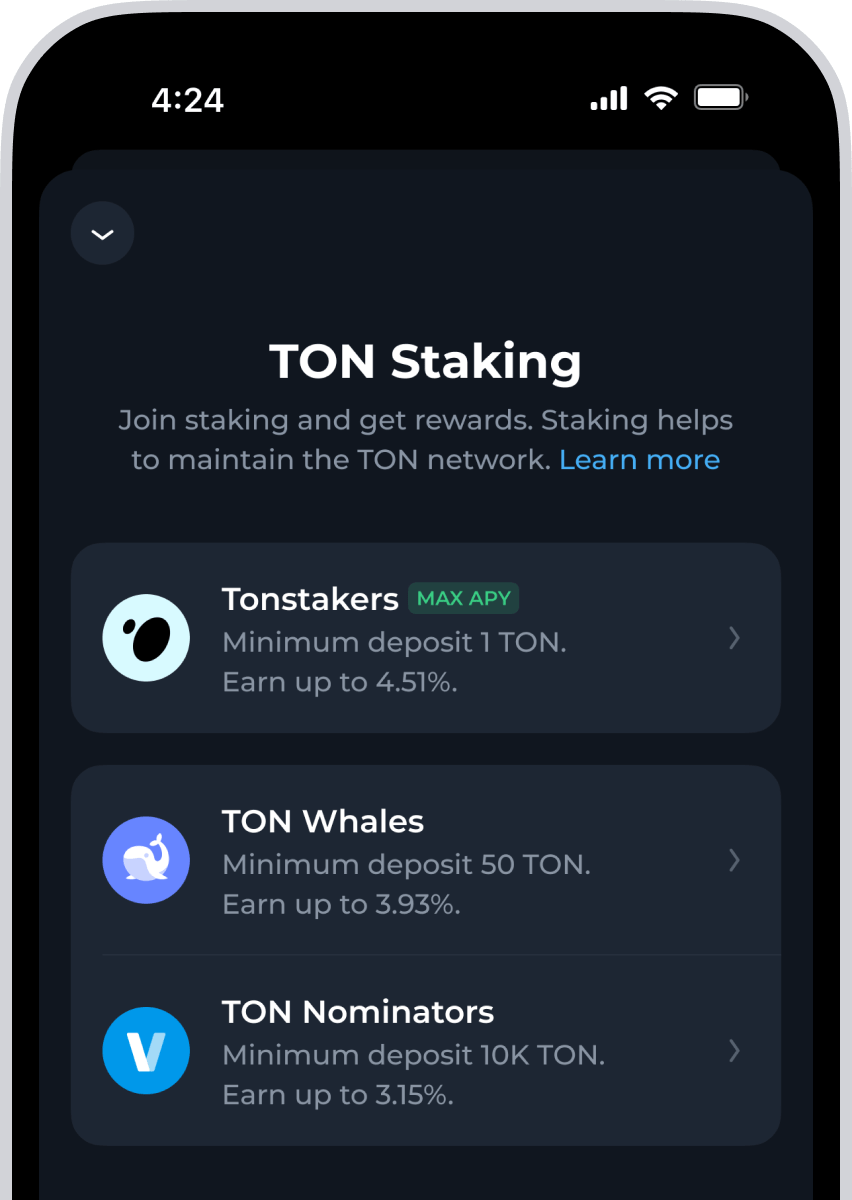 4:24
TON Staking
Join staking and get rewards. Staking helps
to maintain the TON network. Learn more
Tonstakers MAX APY
Minimum deposit 1 TON.
Earn up to 4.51%.
TON Whales
Minimum deposit 50 TON.
Earn up to 3.93%.
TON Nominators
Minimum deposit 10K TON.
Earn up to 3.15%.